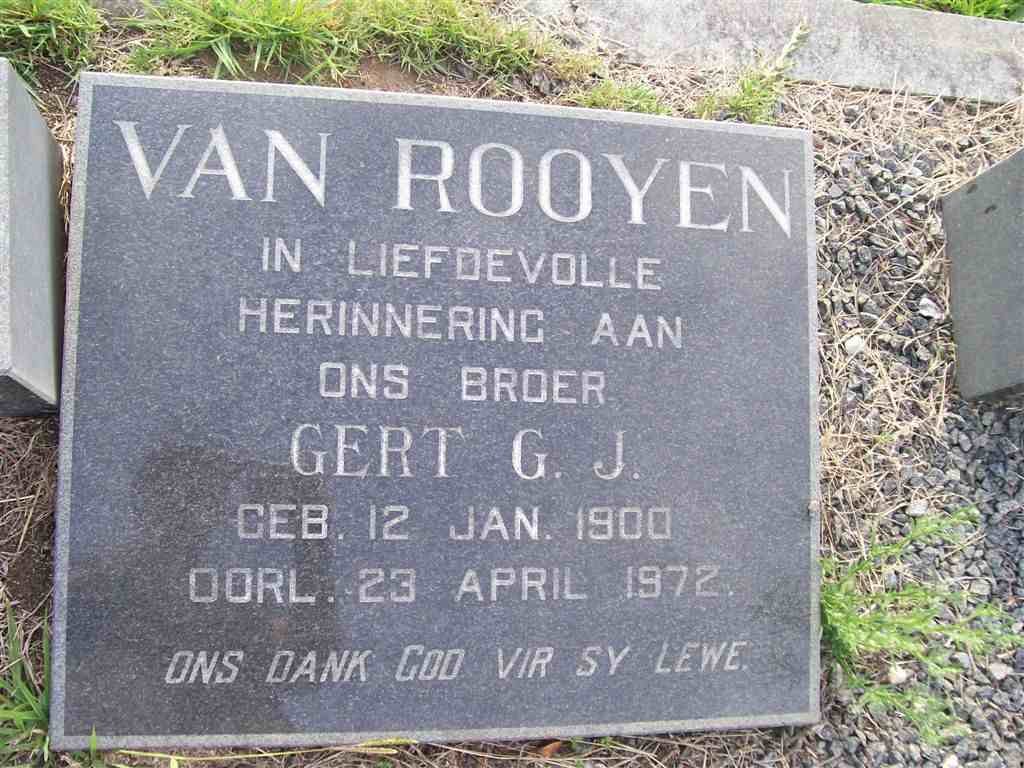 VAN ROOYEN
IN LIEFDEVOLLE
HERINNERING AAN
ONS BROER
GERT G. J.
GEB. 12 JAN. 1900
OORL. 23 APRIL 1972.
ONS DANK GOD VIR SY LEWE.